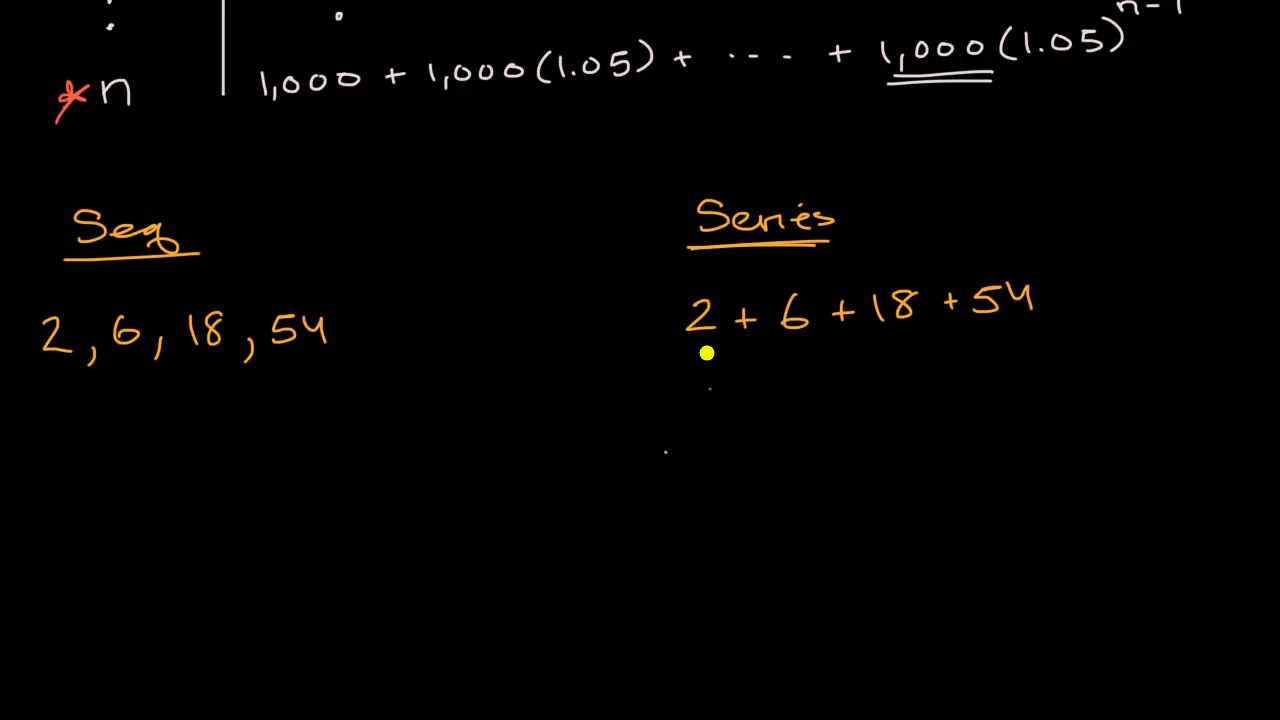 1,000 + 1,000(1.05) + ---- + 1,000(1.05)^{n-1}
*n
Seq
Series
2, 6, 18, 54
2 + 6 + 18 + 54